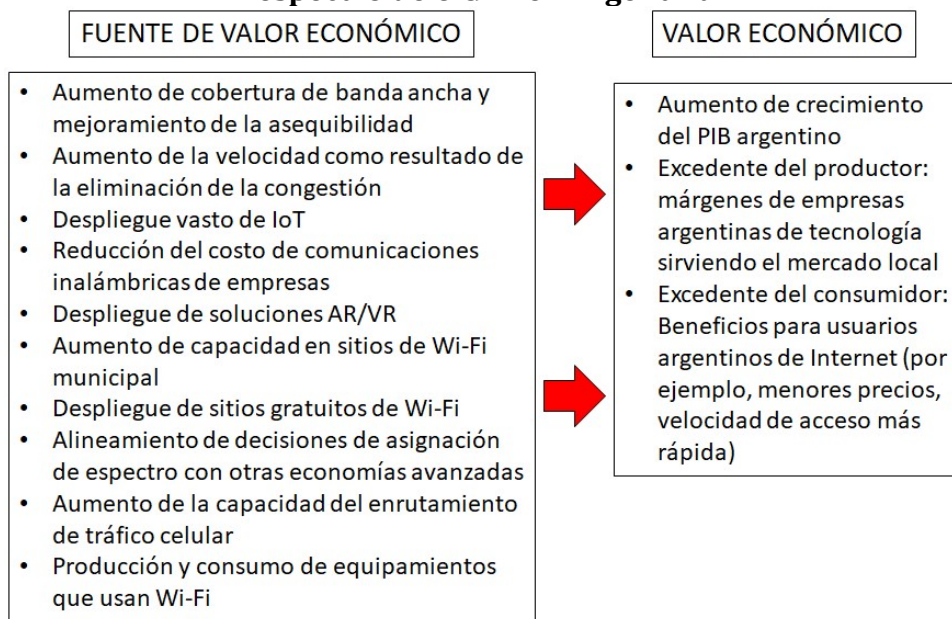 FUENTE DE VALOR ECONÓMICO
• Aumento de cobertura de banda ancha y
mejoramiento de la asequibilidad
• Aumento de la velocidad como resultado de
la eliminación de la congestión
• Despliegue vasto de IoT
• Reducción del costo de comunicaciones
inalámbricas de empresas
• Despliegue de soluciones AR/VR
• Aumento de capacidad en sitios de Wi-Fi
municipal
• Despliegue de sitios gratuitos de Wi-Fi
• Alineamiento de decisiones de asignación
de espectro con otras economías avanzadas
• Aumento de la capacidad del enrutamiento
de tráfico celular
• Producción y consumo de equipamientos
que usan Wi-Fi
VALOR ECONÓMICO
• Aumento de crecimiento
del PIB argentino
• Excedente del productor:
márgenes de empresas
argentinas de tecnología
sirviendo el mercado local
• Excedente del consumidor:
Beneficios para usuarios
argentinos de Internet (por
ejemplo, menores precios,
velocidad de acceso más
rápida)